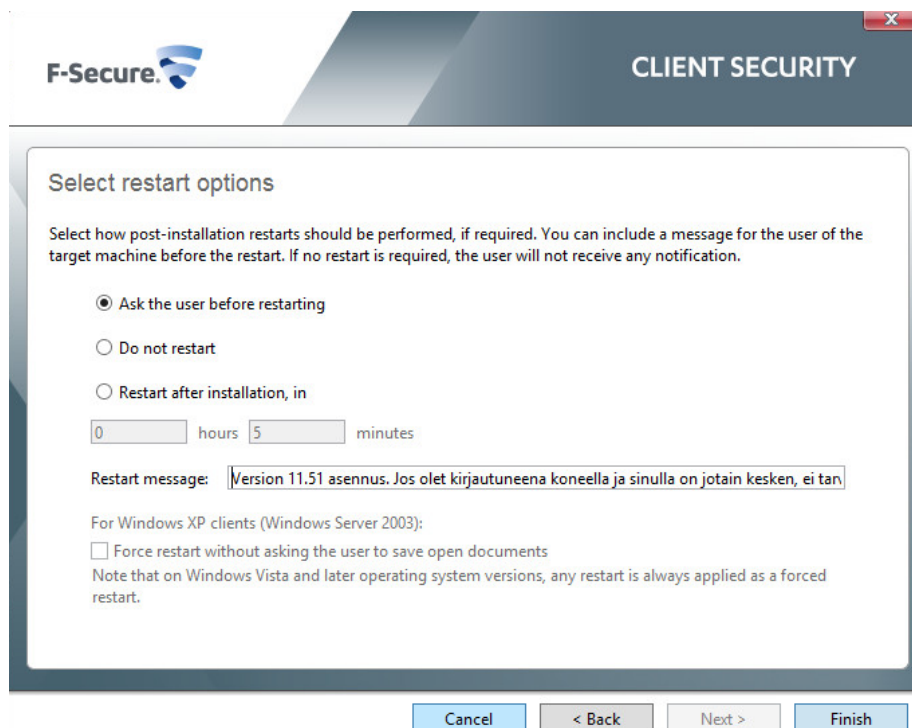 F-Secure.
CLIENT SECURITY
Select restart options
Select how post-installation restarts should be performed, if required. You can include a message for the user of the
target machine before the restart. If no restart is required, the user will not receive any notification.
Ask the user before restarting
Do not restart
Restart after installation, in
0 hours 5 minutes
Restart message: Version 11.51 asennus. Jos olet kirjautuneena koneella ja sinulla on jotain kesken, ei
For Windows XP clients (Windows Server 2003):
Force restart without asking the user to save open documents
Note that on Windows Vista and later operating system versions, any restart is always applied as a forced
restart.
Cancel < Back Next > Finish